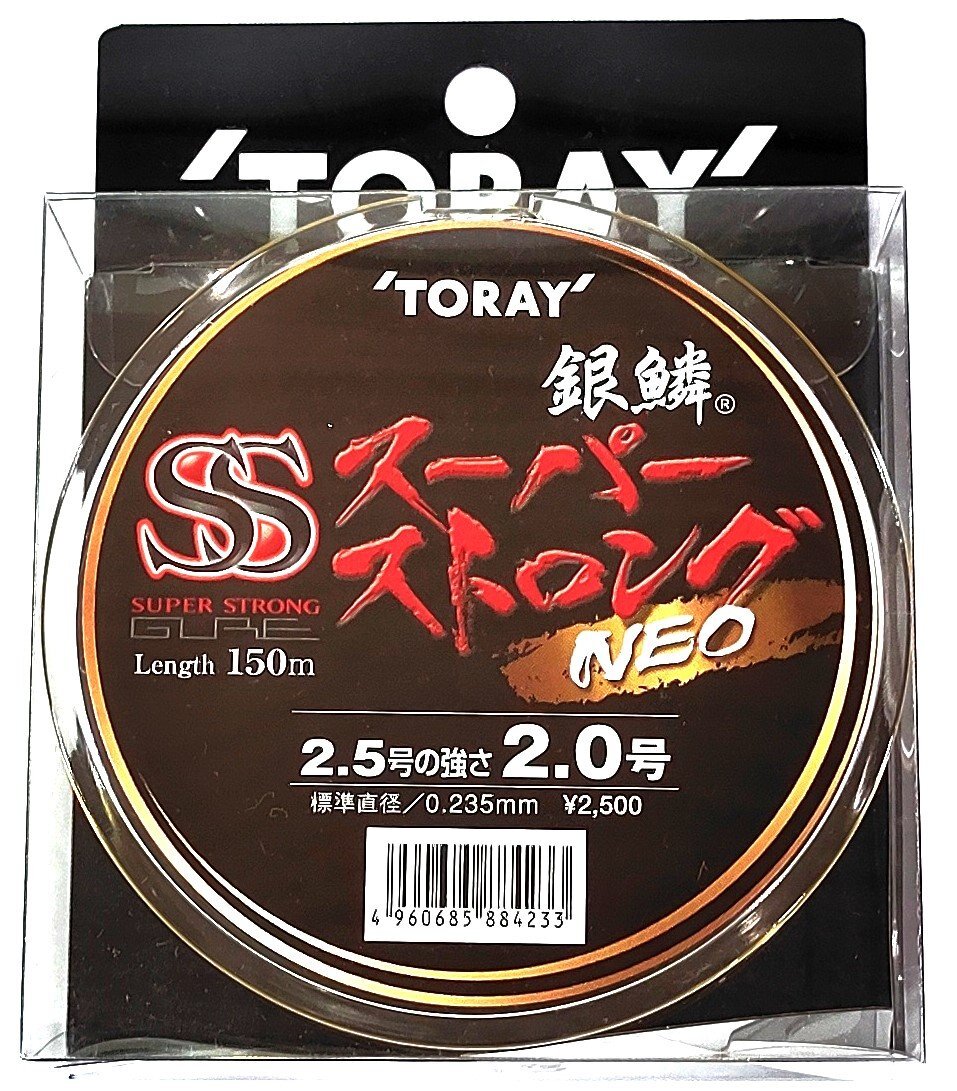 'TORAY'
'TORAY'
銀鱗®
SS スーパー
ストロング
NEO
SUPER STRONG
GURE
Length 150m
2.5号の強さ 2.0号
標準直径/0.235mm ¥2,500
4 960685 884233